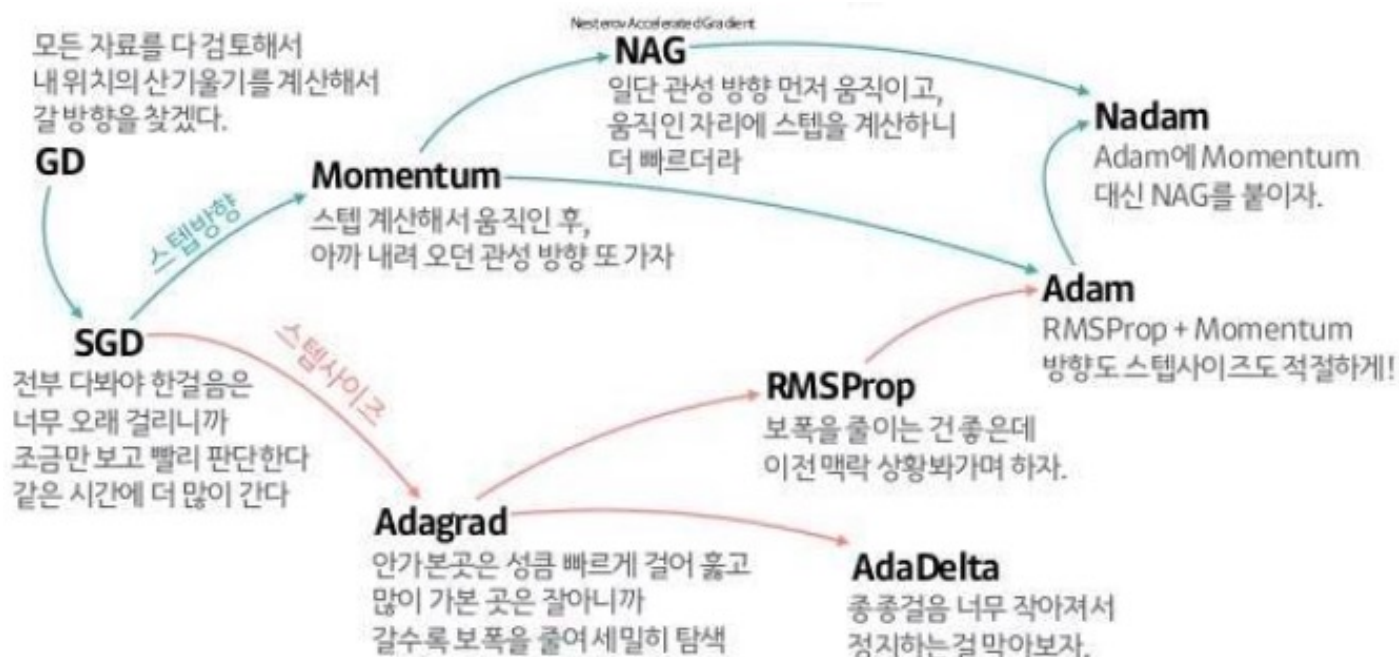 모든 자료를 다 검토해서
내 위치의 산기울기를 계산해서
갈 방향을 찾겠다.
GD
Nesterov Accelerated Gradient
NAG
일단 관성 방향 먼저 움직이고,
움직인 자리에 스텝을 계산하니
더 빠르더라
Nadam
Adam에 Momentum
대신 NAG를 붙이자.
Momentum
스텝 계산해서 움직인 후,
아까 내려 오던 관성 방향 또 가자
스텝방향
SGD
전부 다봐야 한걸음은
너무 오래 걸리니까
조금만 보고 빨리 판단한다
같은 시간에 더 많이 간다
스텝사이즈
Adam
RMSProp + Momentum
방향도 스텝사이즈도 적절하게!
RMSProp
보폭을 줄이는 건 좋은데
이전 맥락 상황봐가며 하자.
Adagrad
안가본곳은 성큼 빠르게 걸어 훑고
많이 가본 곳은 잘아니까
갈수록 보폭을 줄여 세밀히 탐색
AdaDelta
종종걸음 너무 작아져서
정지하는걸 막아보자.